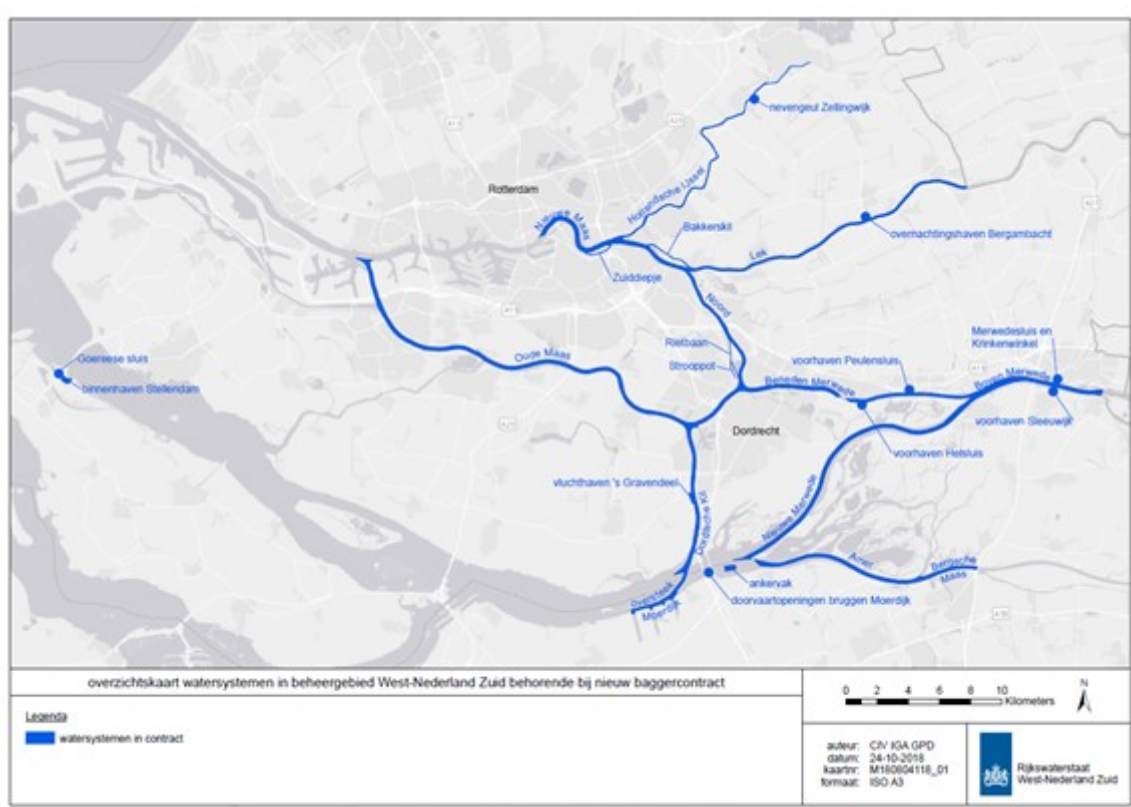 nevengeul Zellingwijk
Rotterdam
Hollandsche IJssel
Nieuwe Maas
Bakkerskil
overnachtingshaven Bergambacht
Lek
Zuiddiepje
Noord
Rietbaan
Merwedesluis en
Krinkenwinkel
Strooppot
voorhaven Peulensluis
Oude Maas
Goereese sluis
binnenhaven Stellendam
Beneden Merwede
Boven Merwede
voorhaven Sleeuwijk
Dordrecht
voorhaven Helsluis
vluchthaven 's Gravendeel
Dordtsche Kil
Nieuwe Merwede
Amer
Bergsche
Maas
ankervak
Oversteek
Moerdijk
doorvaartopeningen bruggen Moerdijk
overzichtskaart watersystemen in beheergebied West-Nederland Zuid behorende bij nieuw baggercontract
Legenda
watersystemen in contract
0 2 4 6 8 10
Kilometers
N
auteur: CIV IGA GPD
datum: 24-10-2018
kaartnr: M180804118_01
formaat: ISO A3
Rijkswaterstaat
West-Nederland Zuid